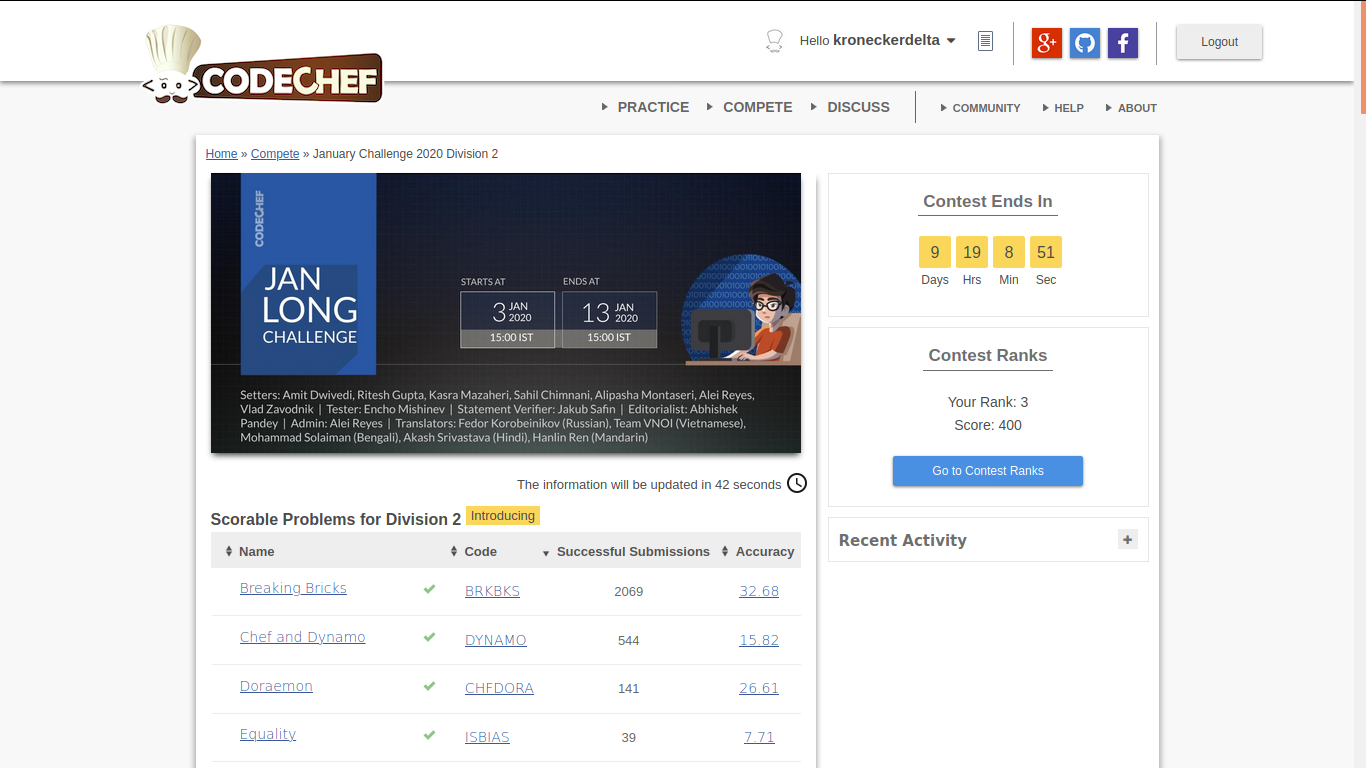 Hello kroneckerdelta
Logout
CODECHEF
PRACTICE COMPETE DISCUSS COMMUNITY HELP ABOUT
Home » Compete » January Challenge 2020 Division 2
CODECHEF
JAN
LONG
CHALLENGE
STARTS AT
3 JAN 2020
15:00 IST
ENDS AT
13 JAN 2020
15:00 IST
Setters: Amit Dwivedi, Ritesh Gupta, Kasra Mazaheri, Sahil Chimnani, Alipasha Montaseri, Alei Reyes,
Vlad Zavodnik | Tester: Encho Mishinev | Statement Verifier: Jakub Safin | Editorialist: Abhishek
Pandey | Admin: Alei Reyes | Translators: Fedor Korobeinikov (Russian), Team VNOI (Vietnamese),
Mohammad Solaiman (Bengali), Akash Srivastava (Hindi), Hanlin Ren (Mandarin)
The information will be updated in 42 seconds
Scorable Problems for Division 2 Introducing
Name Code Successful Submissions Accuracy
Breaking Bricks BRKBKS 2069 32.68
Chef and Dynamo DYNAMO 544 15.82
Doraemon CHFDORA 141 26.61
Equality ISBIAS 39 7.71
Contest Ends In
9 19 8 51
Days Hrs Min Sec
Contest Ranks
Your Rank: 3
Score: 400
Go to Contest Ranks
Recent Activity +